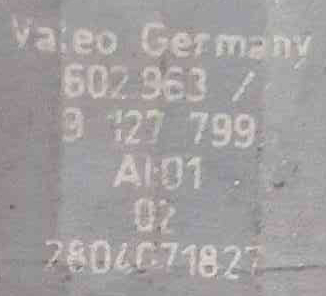 Valeo Germany
602 963 /
9 127 799
AI-01
02
2804071827